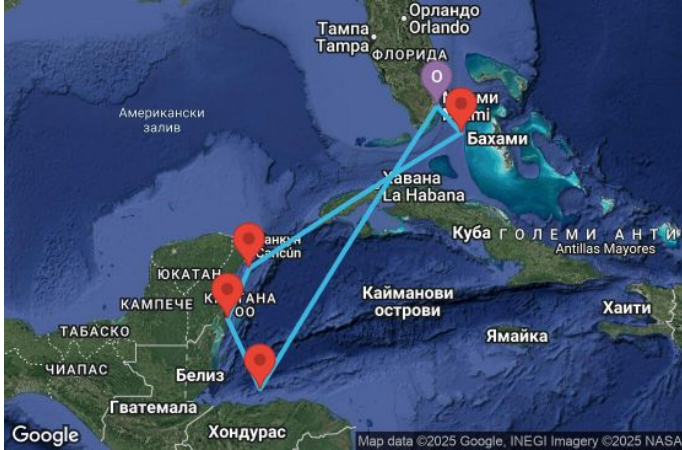 Орландо
Orlando
Тампа
Tampa
ФЛОРИДА
O
Американски
залив
Бахами
Хавана
La Habana
Куба
ГОЛЕМИ АНТИ
Antillas Mayores
ЮКАТАН
КАМПЕЧЕ
Кайманови
острови
Хаити
ТАБАСКО
Ямайка
ЧИАПАС
Белиз
Гватемала
Хондурас
Google
Map data ©2025 Google, INEGI Imagery ©2025 NASA